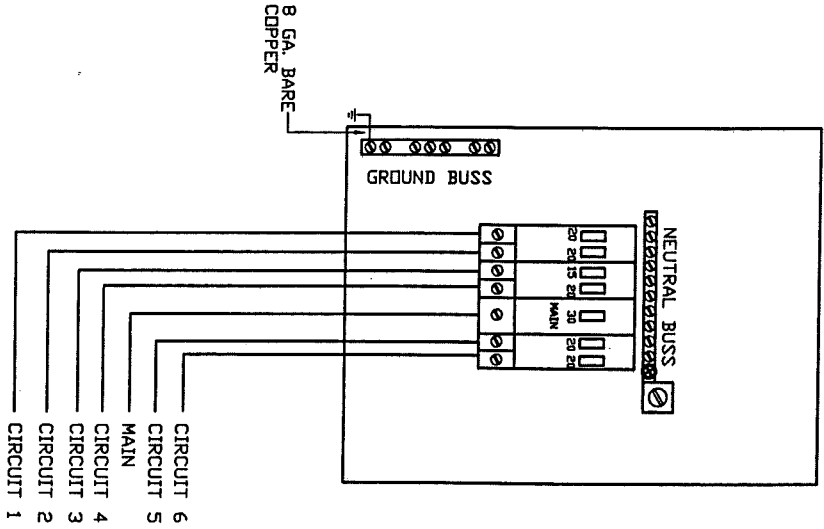 8 GA. BARE
COPPER
GROUND BUSS
NEUTRAL BUSS
20
20
15
20
30
MAIN
20
20
CIRCUIT 6
CIRCUIT 5
MAIN
CIRCUIT 4
CIRCUIT 3
CIRCUIT 2
CIRCUIT 1